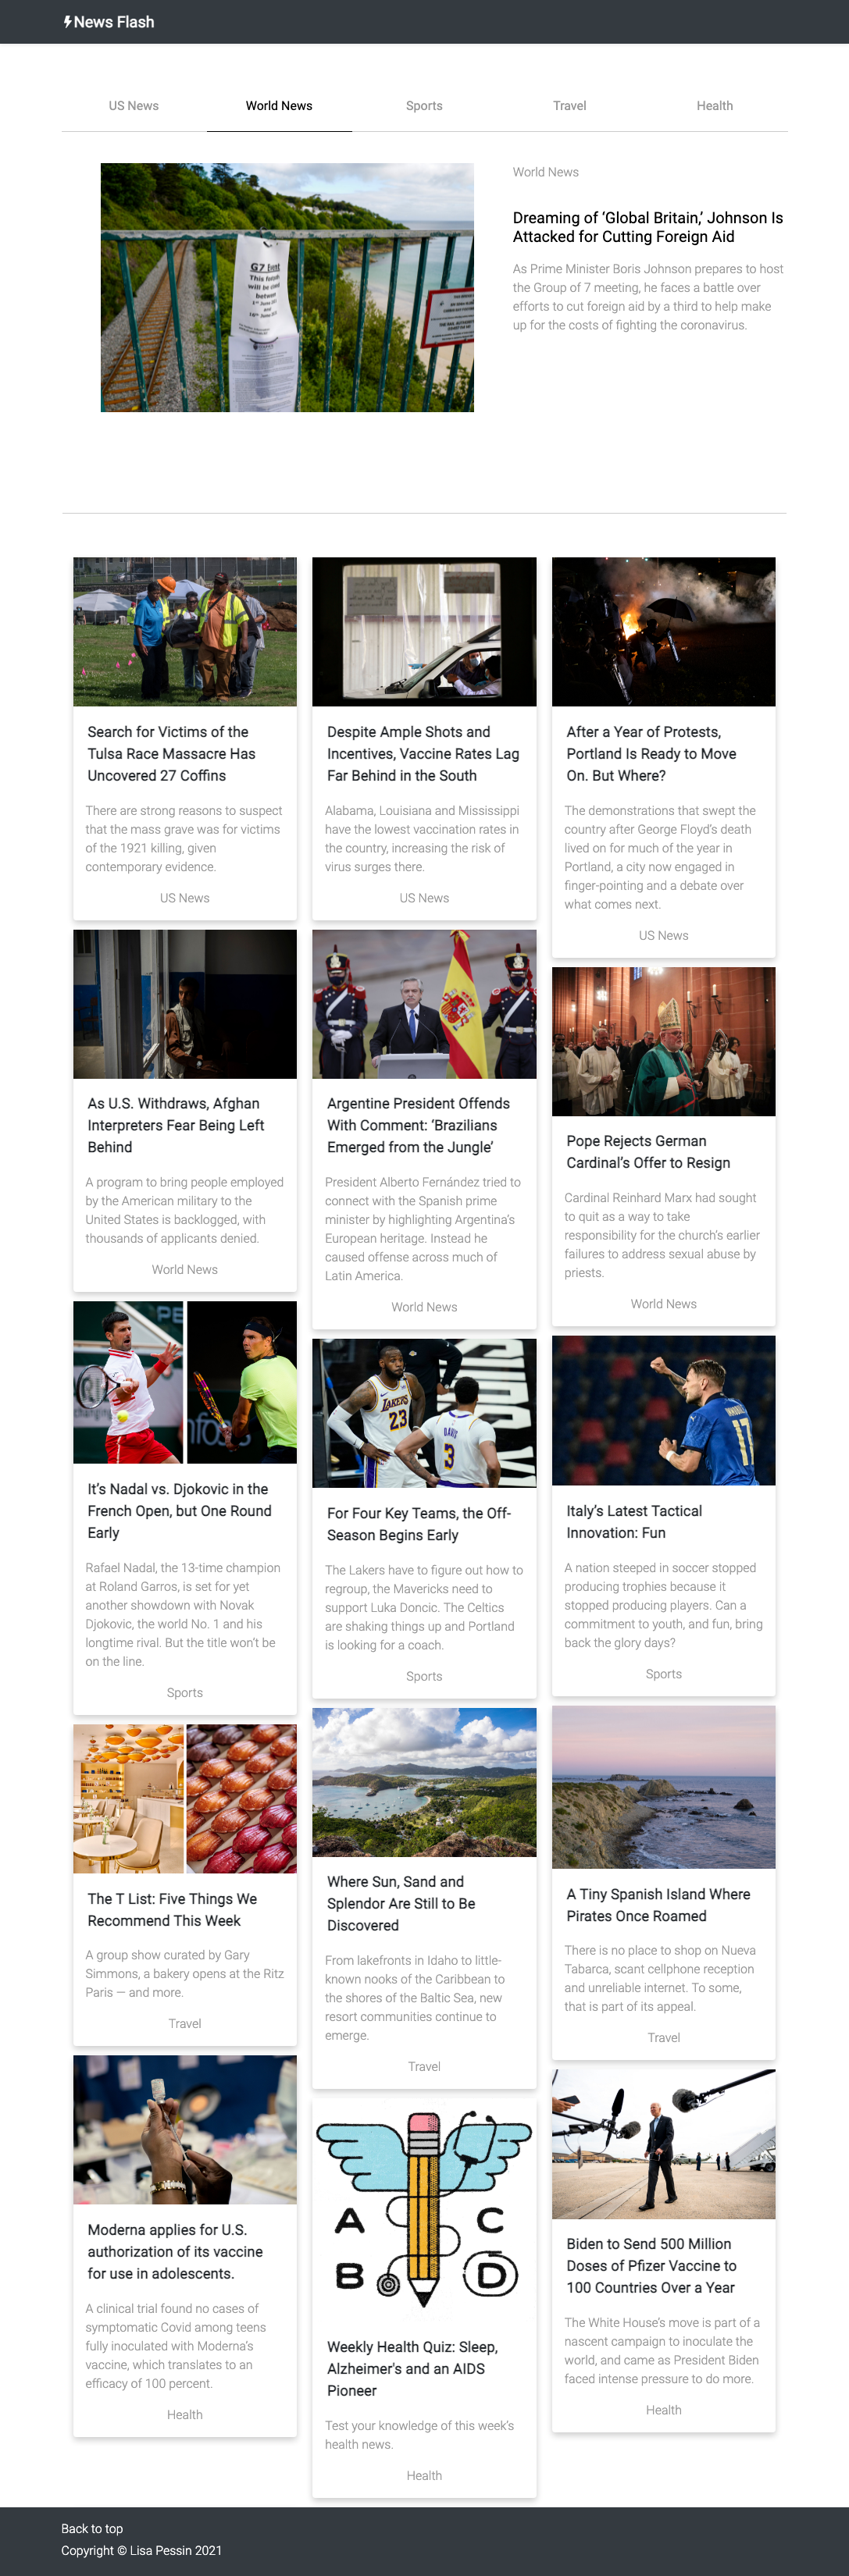 News Flash
US News
World News
Sports
Travel
Health
G7 Event
This footpath
will be closed
between
World News
Dreaming of ‘Global Britain,’ Johnson Is
Attacked for Cutting Foreign Aid
As Prime Minister Boris Johnson prepares to host
the Group of 7 meeting, he faces a battle over
efforts to cut foreign aid by a third to help make
up for the costs of fighting the coronavirus.
Search for Victims of the
Tulsa Race Massacre Has
Uncovered 27 Coffins
There are strong reasons to suspect
that the mass grave was for victims
of the 1921 killing, given
contemporary evidence.
US News
As U.S. Withdraws, Afghan
Interpreters Fear Being Left
Behind
A program to bring people employed
by the American military to the
United States is backlogged, with
thousands of applicants denied.
World News
It’s Nadal vs. Djokovic in the
French Open, but One Round
Early
Rafael Nadal, the 13-time champion
at Roland Garros, is set for yet
another showdown with Novak
Djokovic, the world No. 1 and his
longtime rival. But the title won’t be
on the line.
Sports
The T List: Five Things We
Recommend This Week
A group show curated by Gary
Simmons, a bakery opens at the Ritz
Paris — and more.
Travel
Moderna applies for U.S.
authorization of its vaccine
for use in adolescents.
A clinical trial found no cases of
symptomatic Covid among teens
fully inoculated with Moderna’s
vaccine, which translates to an
efficacy of 100 percent.
Health
Despite Ample Shots and
Incentives, Vaccine Rates Lag
Far Behind in the South
Alabama, Louisiana and Mississippi
have the lowest vaccination rates in
the country, increasing the risk of
virus surges there.
US News
Argentine President Offends
With Comment: ‘Brazilians
Emerged from the Jungle’
President Alberto Fernández tried to
connect with the Spanish prime
minister by highlighting Argentina’s
European heritage. Instead he
caused offense across much of
Latin America.
World News
LAKERS
23
DAVIS
3
For Four Key Teams, the Off-
Season Begins Early
The Lakers have to figure out how to
regroup, the Mavericks need to
support Luka Doncic. The Celtics
are shaking things up and Portland
is looking for a coach.
Sports
Where Sun, Sand and
Splendor Are Still to Be
Discovered
From lakefronts in Idaho to little-
known nooks of the Caribbean to
the shores of the Baltic Sea, new
resort communities continue to
emerge.
Travel
A C
B D
Weekly Health Quiz: Sleep,
Alzheimer's and an AIDS
Pioneer
Test your knowledge of this week’s
health news.
Health
After a Year of Protests,
Portland Is Ready to Move
On. But Where?
The demonstrations that swept the
country after George Floyd’s death
lived on for much of the year in
Portland, a city now engaged in
finger-pointing and a debate over
what comes next.
US News
Pope Rejects German
Cardinal’s Offer to Resign
Cardinal Reinhard Marx had sought
to quit as a way to take
responsibility for the church’s earlier
failures to address sexual abuse by
priests.
World News
17
Italy’s Latest Tactical
Innovation: Fun
A nation steeped in soccer stopped
producing trophies because it
stopped producing players. Can a
commitment to youth, and fun, bring
back the glory days?
Sports
A Tiny Spanish Island Where
Pirates Once Roamed
There is no place to shop on Nueva
Tabarca, scant cellphone reception
and unreliable internet. To some,
that is part of its appeal.
Travel
Biden to Send 500 Million
Doses of Pfizer Vaccine to
100 Countries Over a Year
The White House’s move is part of a
nascent campaign to inoculate the
world, and came as President Biden
faced intense pressure to do more.
Health
Back to top
Copyright © Lisa Pessin 2021